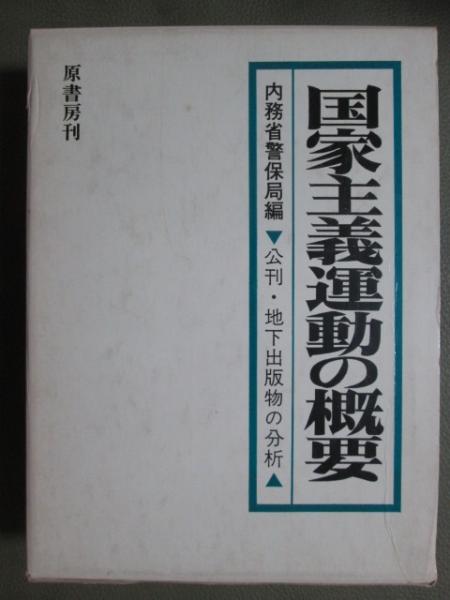 国家主義運動の概要
内務省警保局編▼公刊・地下出版物の分析▲
原書房刊